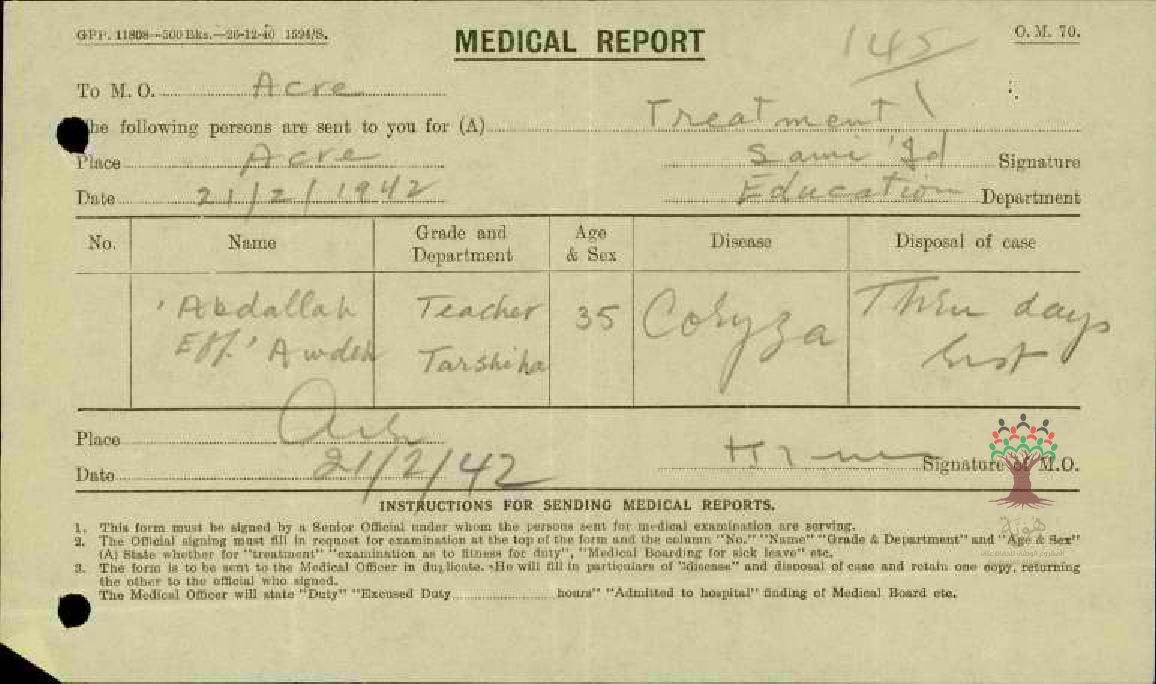 GPP. 11808—500 Bks.—26-12-40 1594/S.
MEDICAL REPORT
145
O. M. 70.
To M. O. Acre
The following persons are sent to you for (A) Treatment
Place Acre
Sami 'Id Signature
Date 21/2/1942
Education Department
No. Name Grade and Department Age & Sex Disease Disposal of case
'Abdallah Eff. 'Awdeh Teacher Tarshiha 35 Coryza Three days rest
Place
Date 21/2/42
Signature of M.O.
INSTRUCTIONS FOR SENDING MEDICAL REPORTS.
1. This form must be signed by a Senior Official under whom the persons sent for medical examination are serving.
2. The Official signing must fill in request for examination at the top of the form and the column "No." "Name" "Grade & Department" and "Age & Sex"
(A) State whether for "treatment" "examination as to fitness for duty", "Medical Boarding for sick leave" etc.
3. The form is to be sent to the Medical Officer in duplicate. He will fill in particulars of "disease" and disposal of case and retain one copy, returning
the other to the official who signed.
The Medical Officer will state "Duty" "Excused Duty hours" "Admitted to hospital" finding of Medical Board etc.